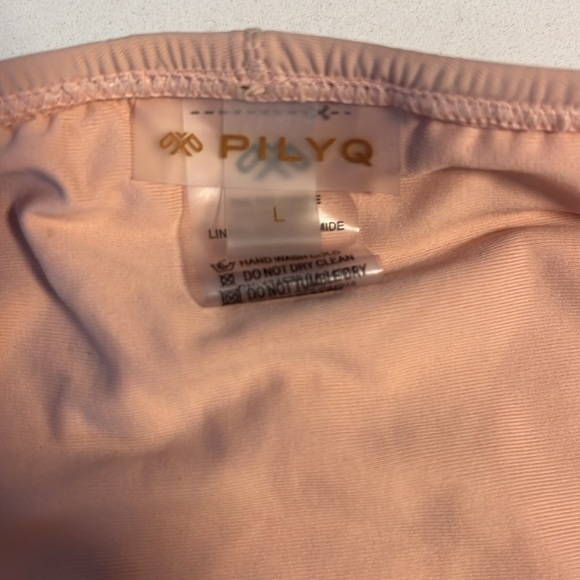 PILYQ
L
HAND WASH COLD
DO NOT DRY CLEAN
DO NOT TUMBLE DRY